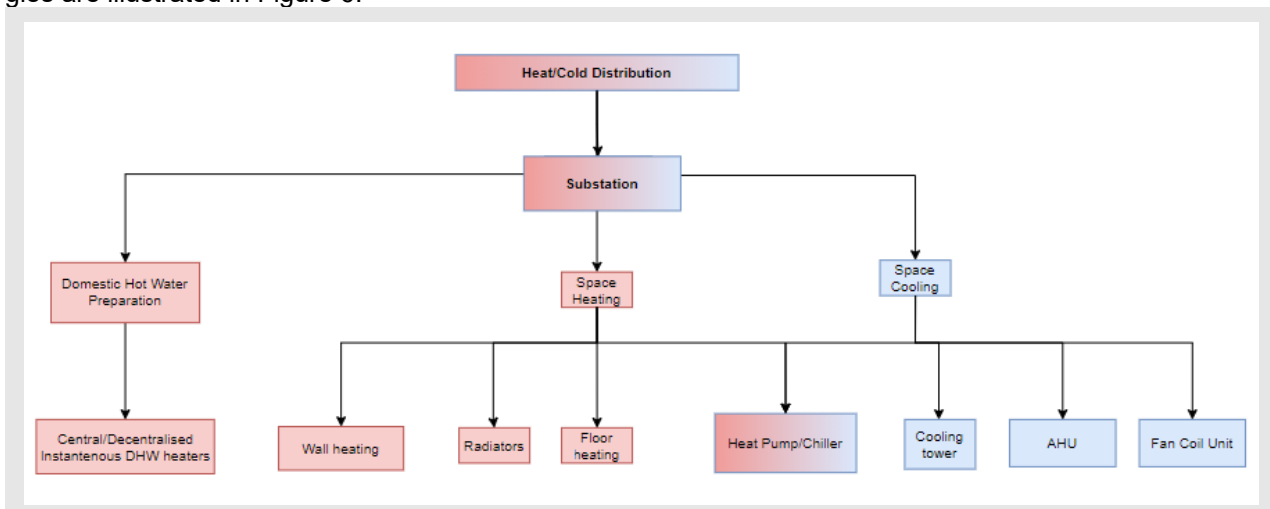 gies are illustrated in Figure
Heat/Cold Distribution
Substation
Domestic Hot Water
Preparation
Space
Heating
Space
Cooling
Central/Decentralised
Instantenous DHW heaters
Wall heating
Radiators
Floor
heating
Heat Pump/Chiller
Cooling
tower
AHU
Fan Coil Unit